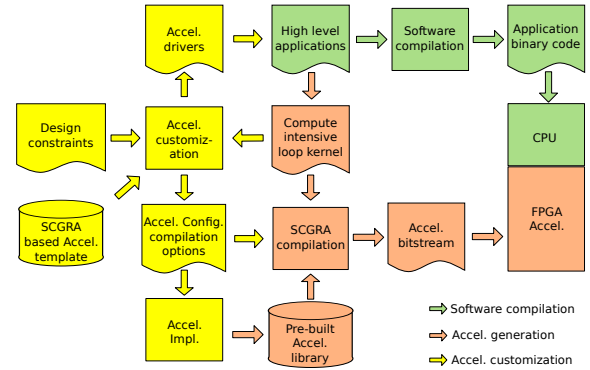 Accel.
drivers
High level
applications
Software
compilation
Application
binary code
Design
constraints
Accel.
customiz-
ation
Compute
intensive
loop kernel
CPU
SCGRA
based Accel.
template
Accel. Config.
compilation
options
SCGRA
compilation
Accel.
bitstream
FPGA
Accel.
Accel.
Impl.
Pre-built
Accel.
library
Software compilation
Accel. generation
Accel. customization